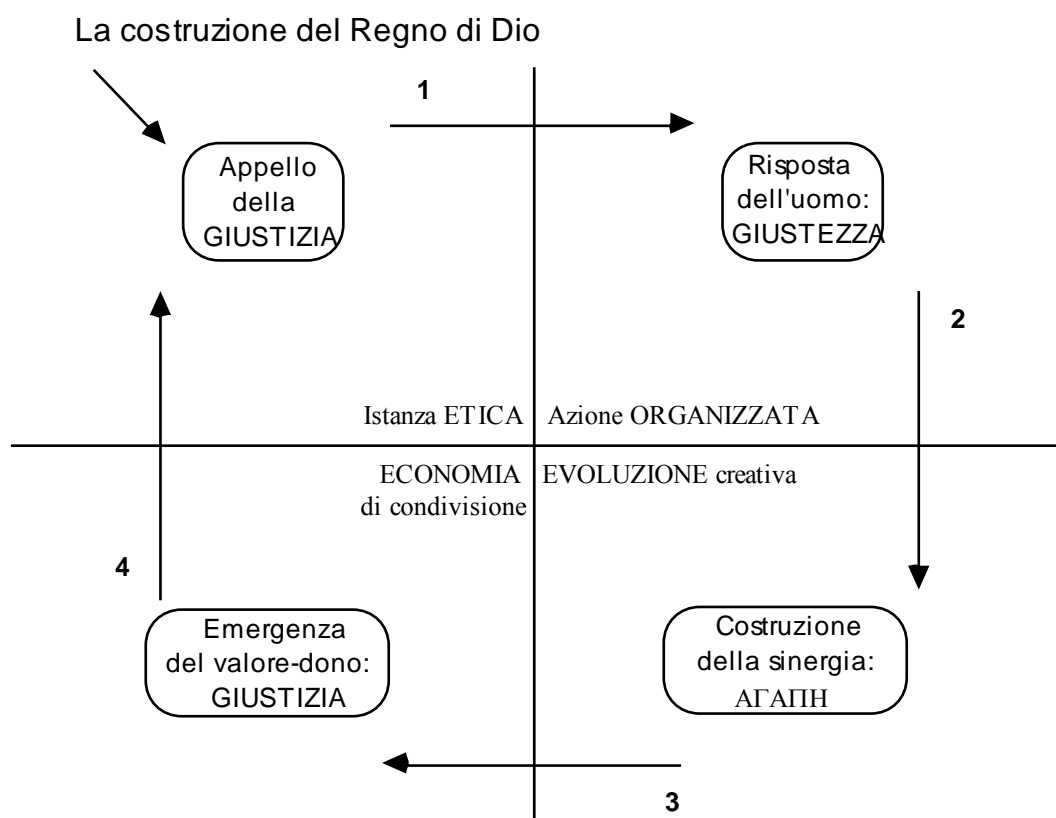 La costruzione del Regno di Dio
1
Appello
della
GIUSTIZIA
Risposta
dell'uomo:
GIUSTEZZA
2
Istanza ETICA
Azione ORGANIZZATA
ECONOMIA
di condivisione
EVOLUZIONE creativa
4
Emergenza
del valore-dono:
GIUSTIZIA
Costruzione
della sinergia:
ΑΓΑΠΗ
3